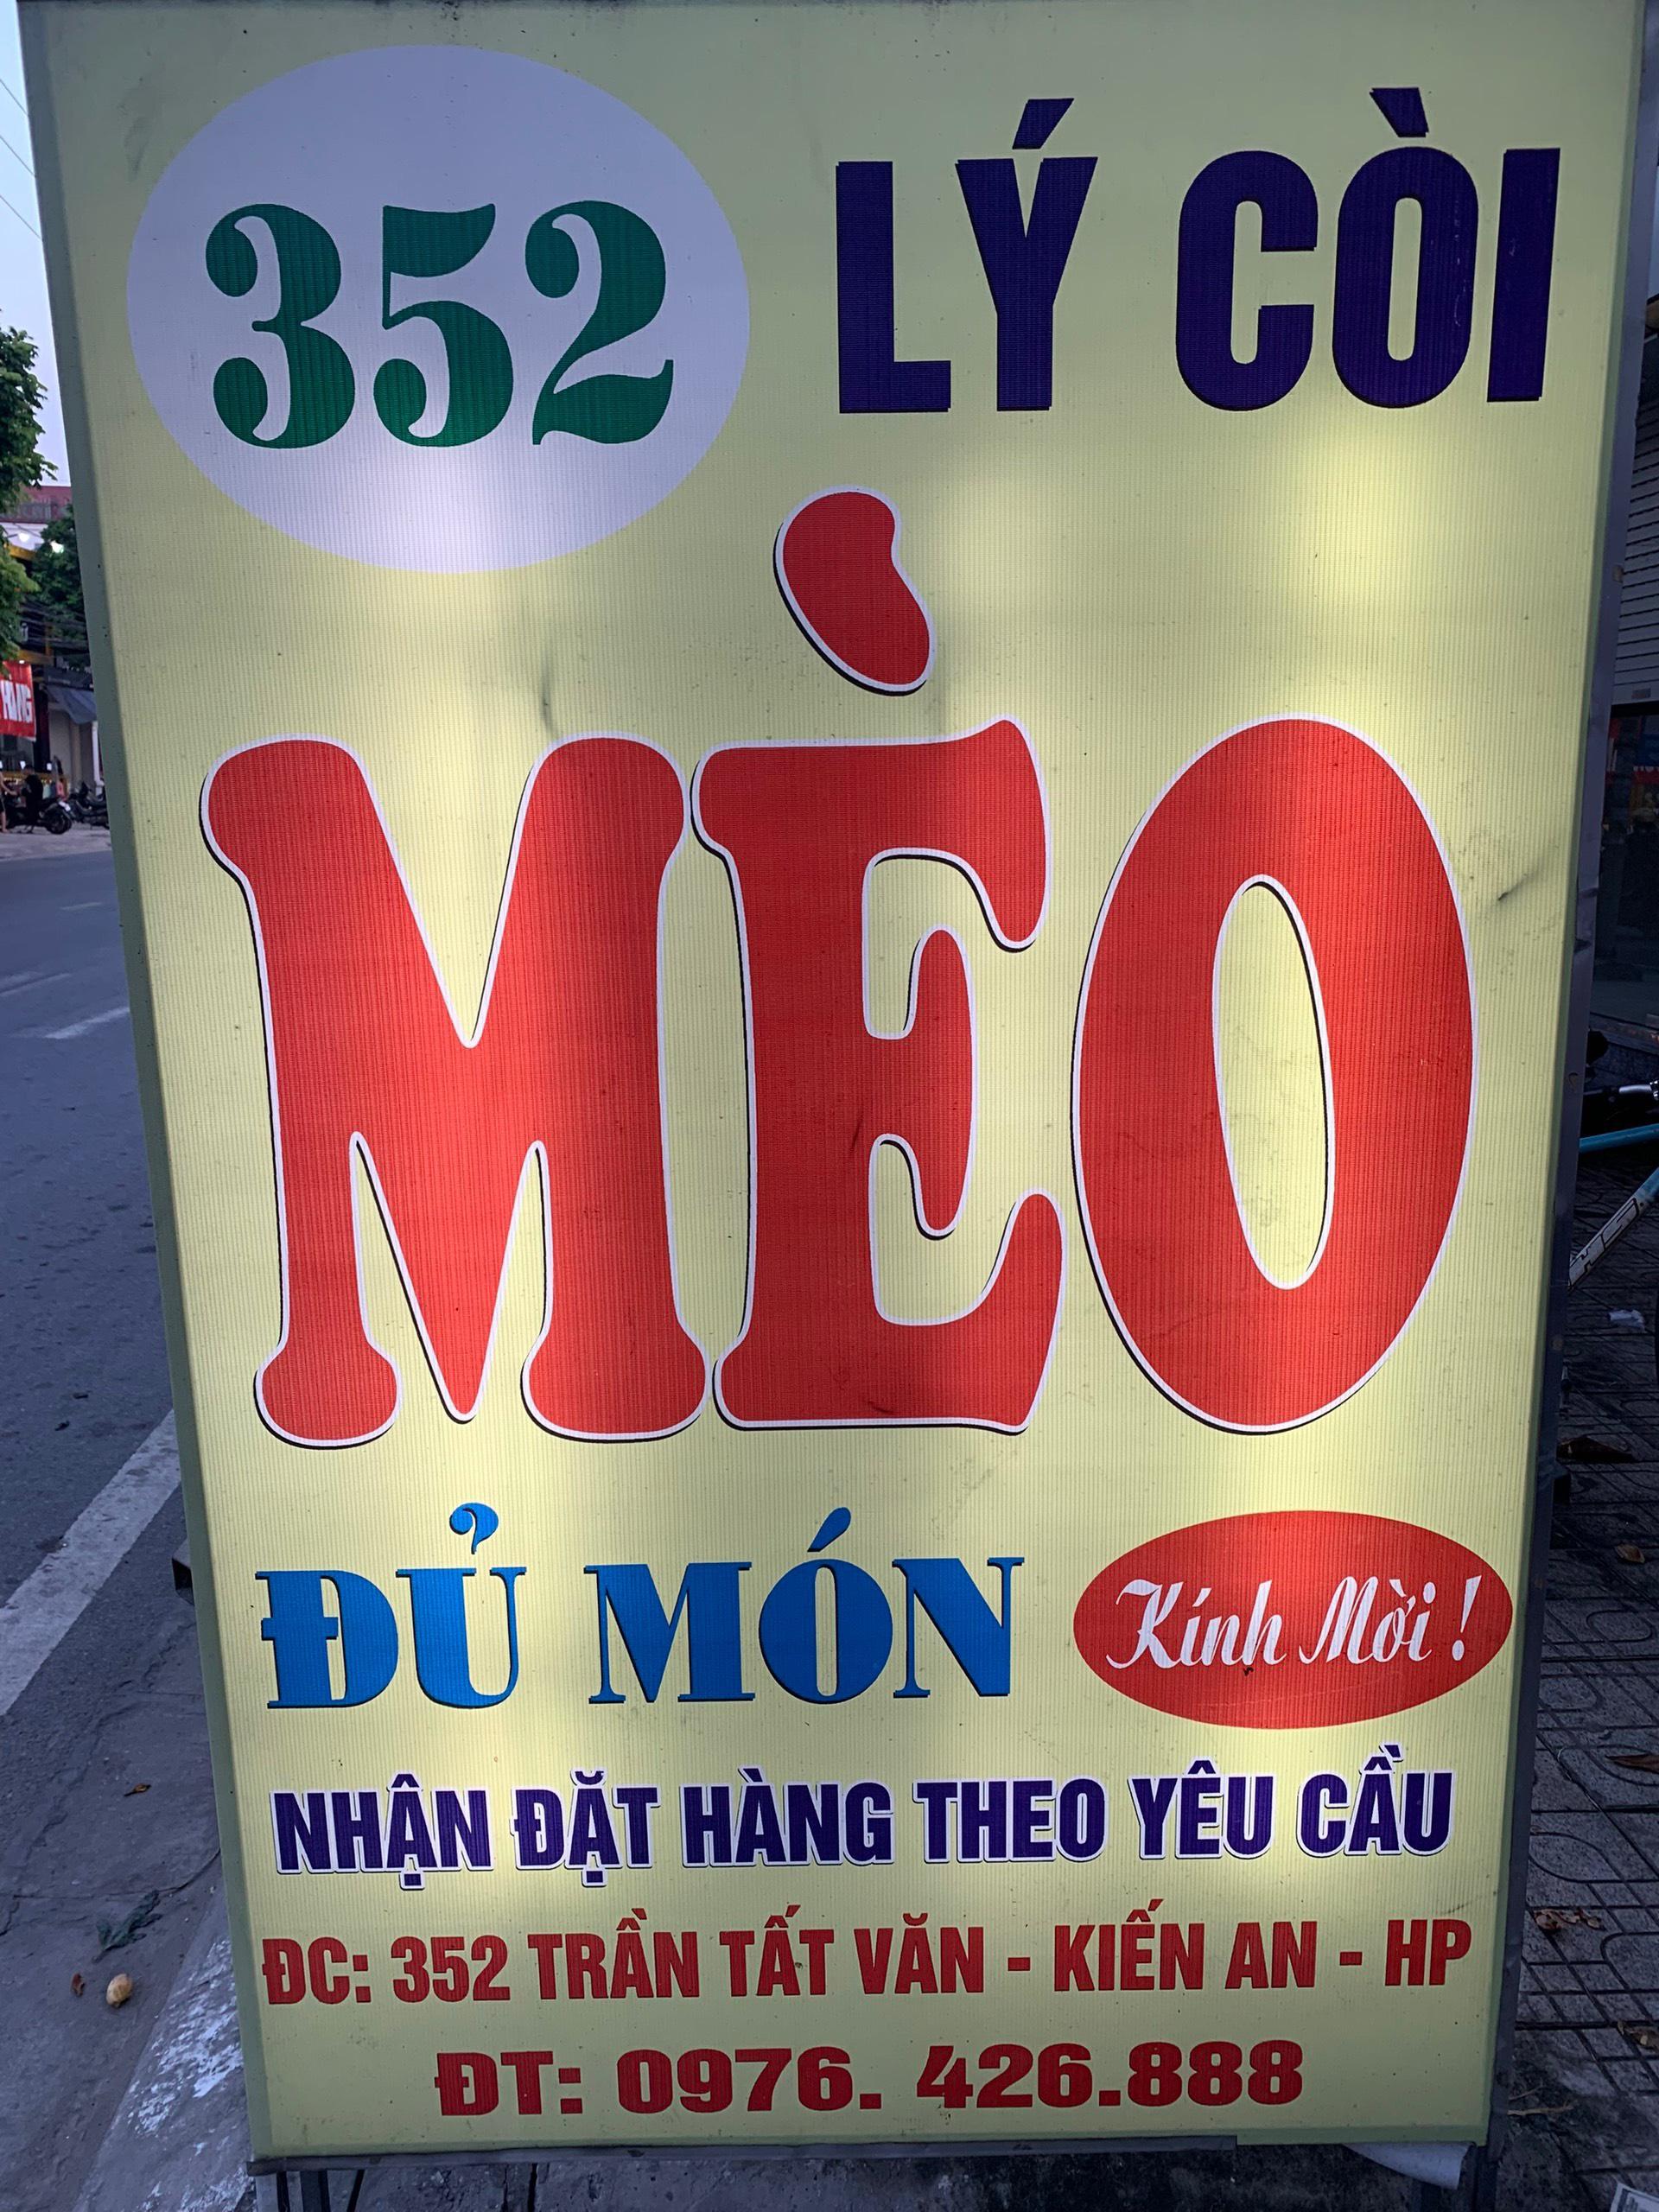 352 LÝ CÒI
MÈO
ĐỦ MÓN Kính Mời !
NHẬN ĐẶT HÀNG THEO YÊU CẦU
ĐC: 352 TRẦN TẤT VĂN - KIẾN AN - HP
ĐT: 0976. 426.888